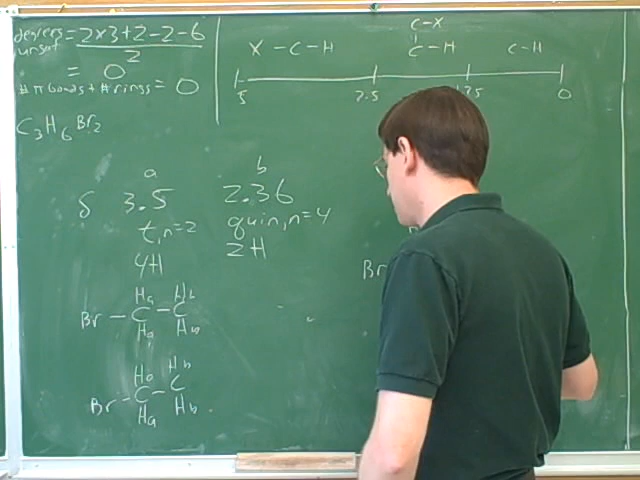 degrees unsat = 2×3+2-2-6
2
= 0
# π bonds + # rings = 0
C3H6Br2
C-X
X - C - H
C-H
C-H
5
2.5
1.25
0
a
b
δ 3.5 2.36
t, n=2 quin, n=4
4H 2H
Ha Hb
Br - C - C
Ha Hb
Ha Hb
Br - C - C
Ha Hb
Br